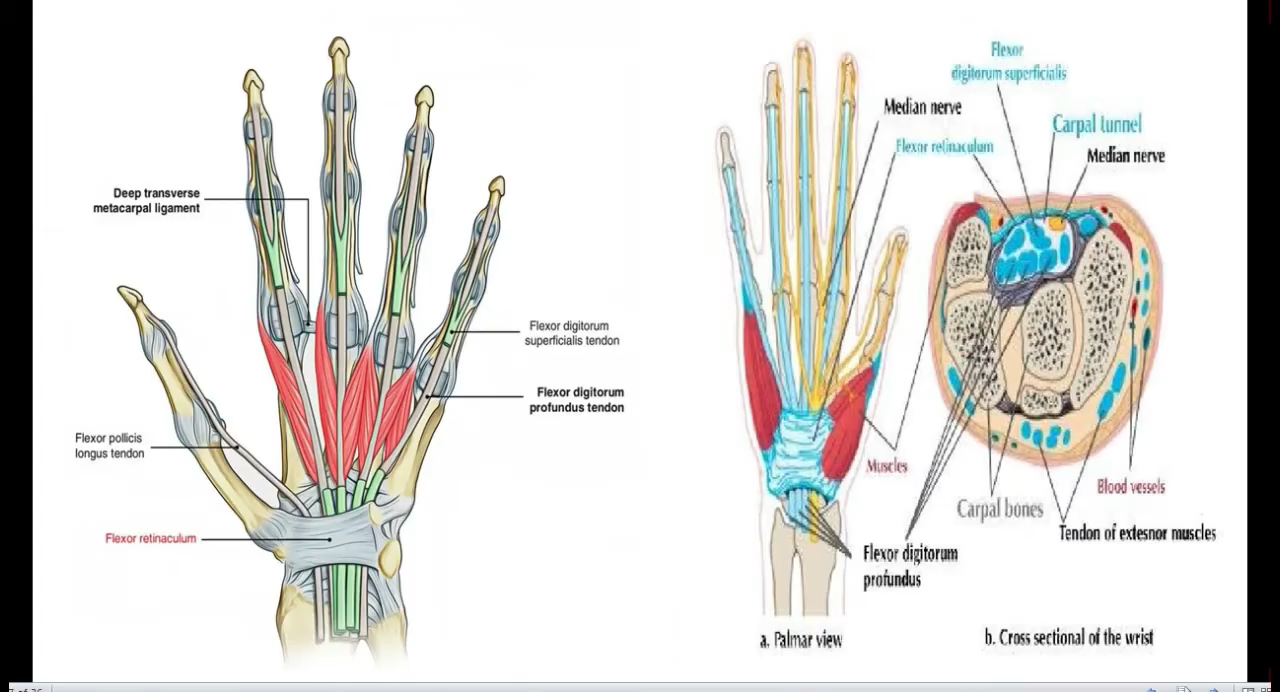 Deep transverse
metacarpal ligament
Flexor digitorum
superficialis tendon
Flexor digitorum
profundus tendon
Flexor pollicis
longus tendon
Flexor retinaculum
Flexor
digitorum superficialis
Median nerve
Carpal tunnel
Flexor retinaculum
Median nerve
Muscles
Blood vessels
Carpal bones
Tendon of extesnor muscles
Flexor digitorum
profundus
a. Palmar view
b. Cross sectional of the wrist